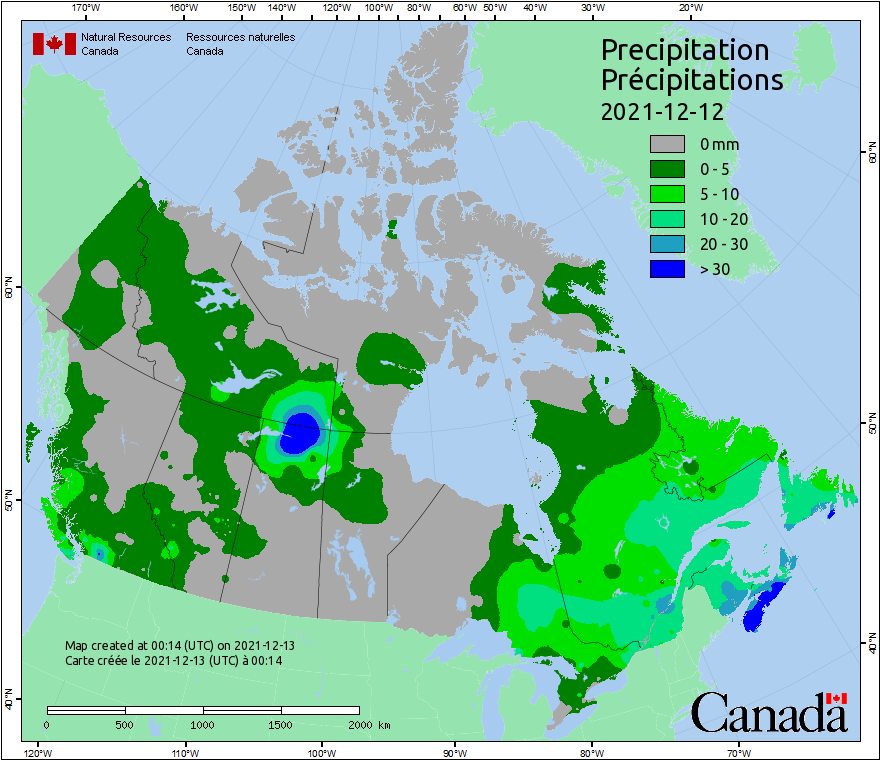 170°W 160°W 150°W 140°W 130°W 120°W 110°W 100°W 90°W 80°W 60°W 50°W 40°W 30°W 20°W
Natural Resources Canada
Ressources naturelles Canada
Precipitation
Précipitations
2021-12-12
0 mm
0 - 5
5 - 10
10 - 20
20 - 30
> 30
60°N
50°N
40°N
60°N
50°N
40°N
Map created at 00:14 (UTC) on 2021-12-13
Carte créée le 2021-12-13 (UTC) à 00:14
0 500 1000 1500 2000 km
Canada
120°W 110°W 100°W 90°W 80°W 70°W